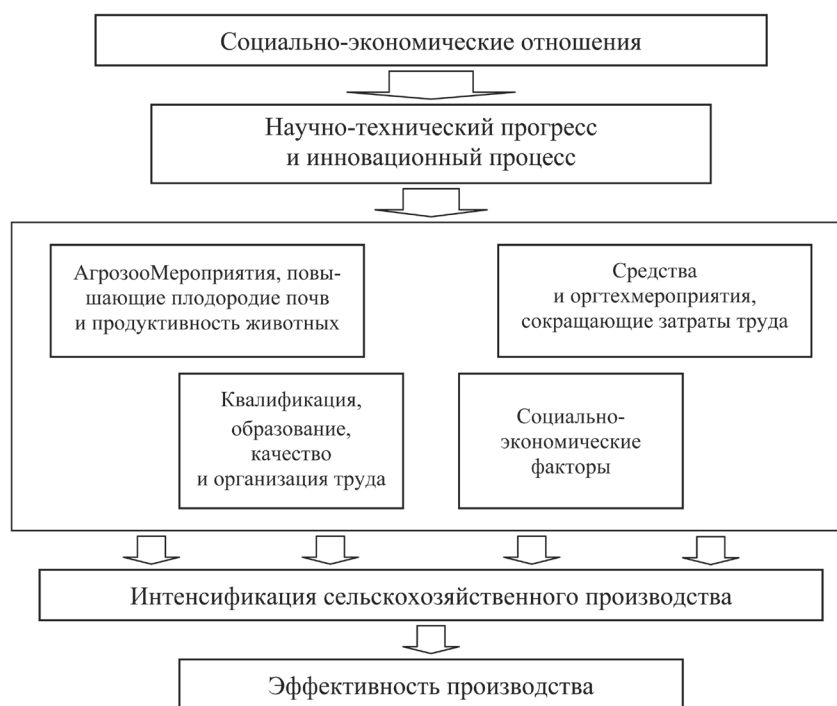 Социально-экономические отношения
Научно-технический прогресс
и инновационный процесс
АгрозооМероприятия, повы-
шающие плодородие почв
и продуктивность животных
Средства
и оргтехмероприятия,
сокращающие затраты труда
Квалификация,
образование,
качество
и организация труда
Социально-
экономические
факторы
Интенсификация сельскохозяйственного производства
Эффективность производства